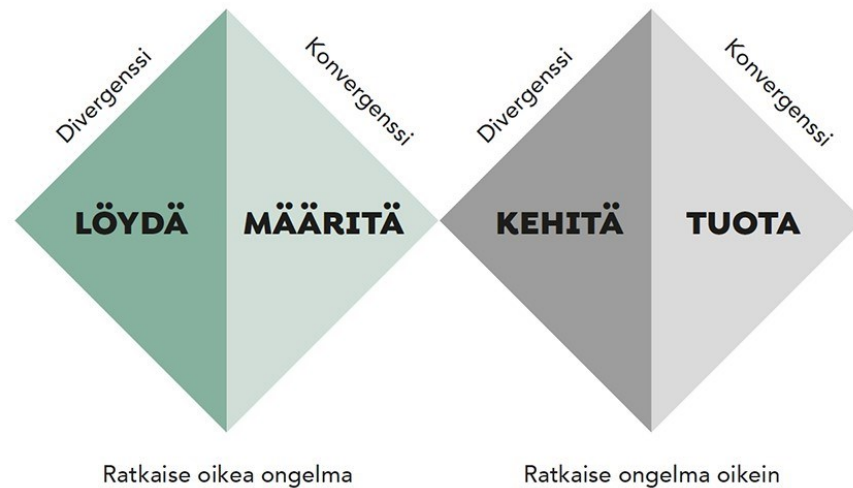 Divergenssi
Konvergenssi
Divergenssi
Konvergenssi
LÖYDÄ
MÄÄRITÄ
KEHITÄ
TUOTA
Ratkaise oikea ongelma
Ratkaise ongelma oikein